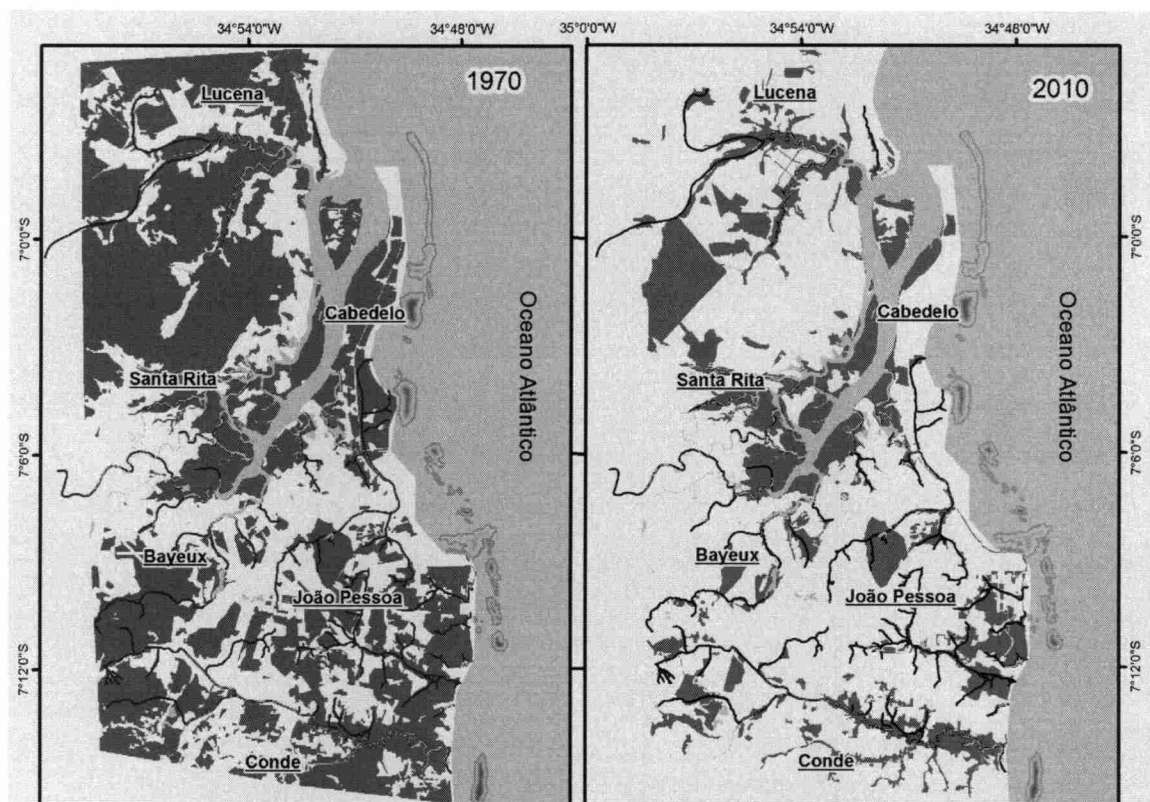 34°54'0"W
34°48'0"W
35°0'0"W
34°54'0"W
34°48'0"W
1970
Lucena
Cabedelo
Santa Rita
Bayeux
João Pessoa
Conde
Oceano Atlântico
7°0'0"S
7°6'0"S
7°12'0"S
2010
Lucena
Cabedelo
Santa Rita
Bayeux
João Pessoa
Conde
Oceano Atlântico
7°0'0"S
7°6'0"S
7°12'0"S